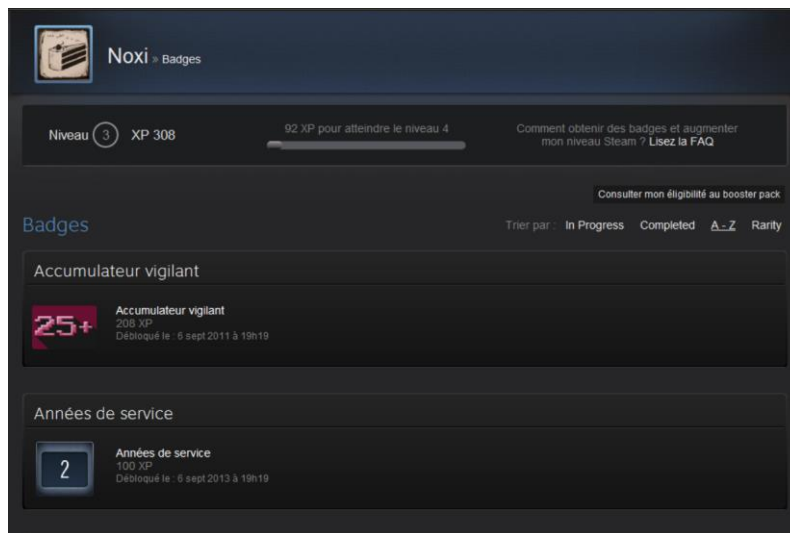 Noxi » Badges
Niveau 3 XP 308
92 XP pour atteindre le niveau 4
Comment obtenir des badges et augmenter
mon niveau Steam ? Lisez la FAQ
Consulter mon éligibilité au booster pack
Badges
Trier par : In Progress Completed A - Z Rarity
Accumulateur vigilant
25+
Accumulateur vigilant
208 XP
Débloqué le : 6 sept 2011 à 19h19
Années de service
2
Années de service
100 XP
Débloqué le : 6 sept 2013 à 19h19